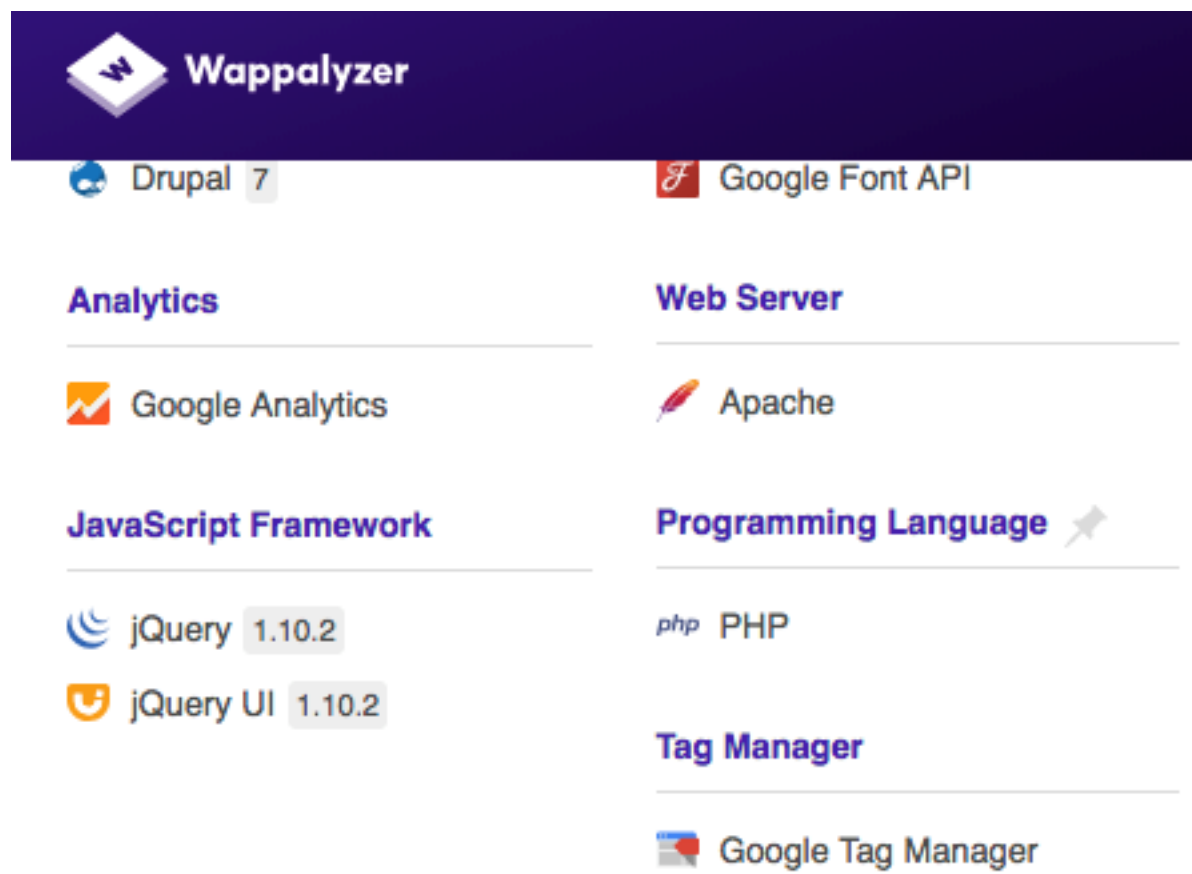 Wappalyzer
Drupal 7
Google Font API
Analytics
Google Analytics
Web Server
Apache
JavaScript Framework
jQuery 1.10.2
jQuery UI 1.10.2
Programming Language
php PHP
Tag Manager
Google Tag Manager